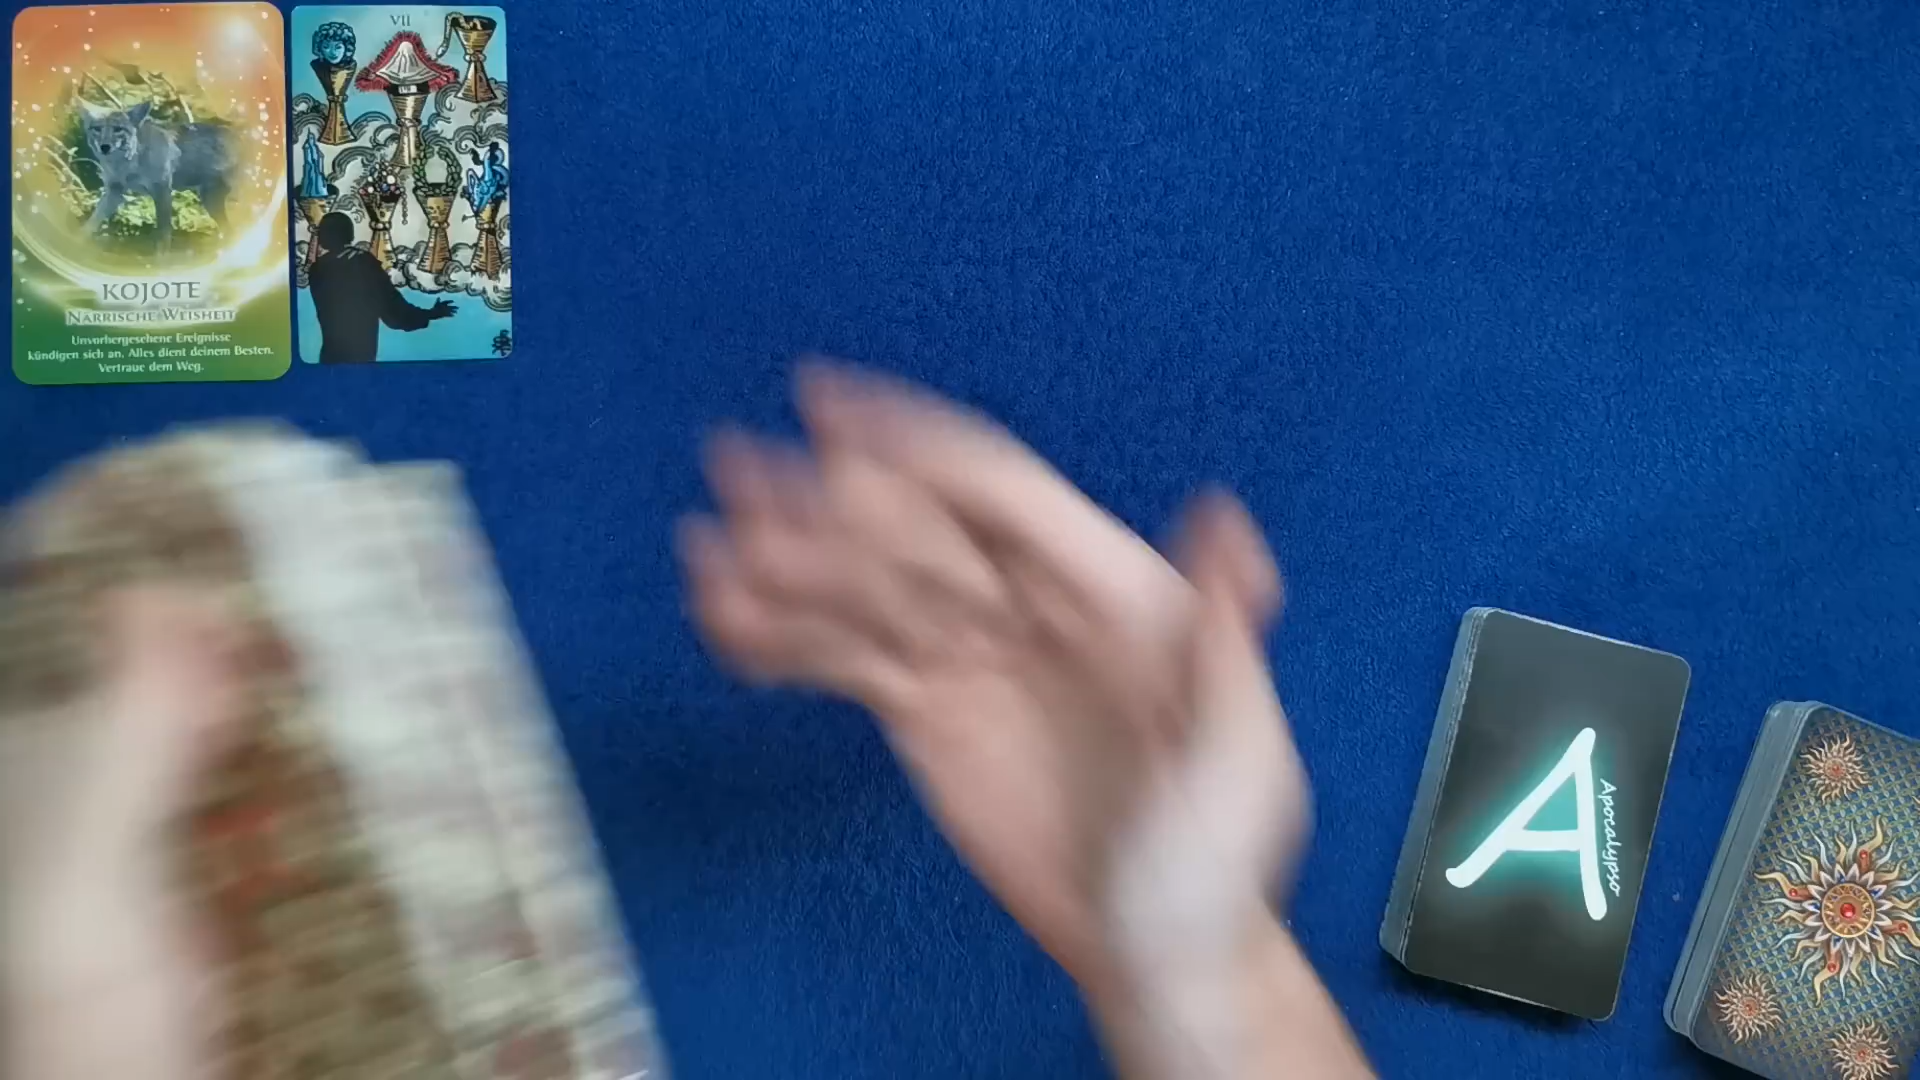 KOJOTE
NÄRRISCHE WEISHEIT
Unvorhergesehene Ereignisse
kündigen sich an. Alles dient deinem Besten.
Vertraue dem Weg.
VII
A
Apocalypso